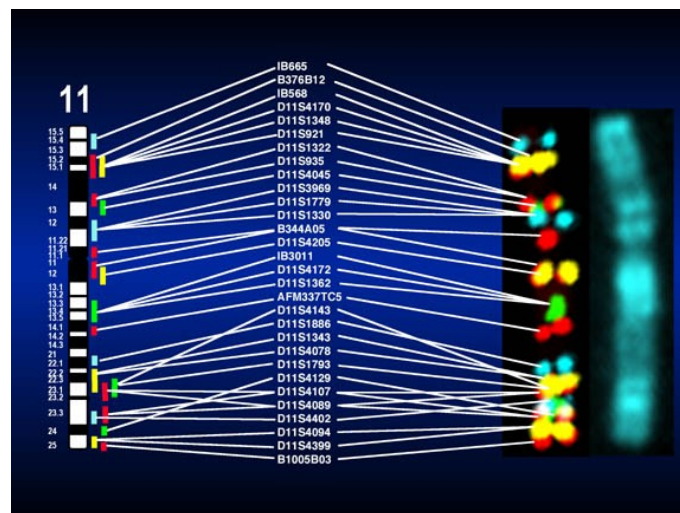 11
IB665
B376B12
IB568
D11S4170
D11S1348
D11S921
D11S1322
D11S935
D11S4045
D11S3969
D11S1779
D11S1330
B344A05
D11S4205
IB3011
D11S4172
D11S1362
AFM337TC5
D11S4143
D11S1886
D11S1343
D11S4078
D11S1793
D11S4129
D11S4107
D11S4089
D11S4402
D11S4094
D11S4399
B1005B03
15.5
15.4
15.3
15.2
15.1
14
13
12
11.22
11.21
11.1
11
12
13.1
13.2
13.3
13.4
13.5
14.1
14.2
14.3
21
22.1
22.2
22.3
23.1
23.2
23.3
24
25